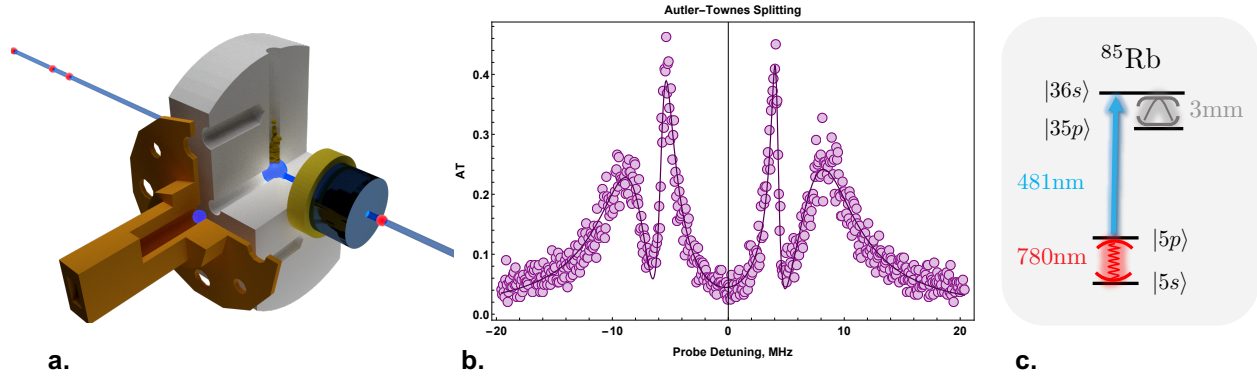 Autler–Townes Splitting
AT
0.4
0.3
0.2
0.1
0.0
−20
−10
0
10
20
Probe Detuning, MHz
a.
b.
⁸⁵Rb
|36s⟩
|35p⟩
3mm
481nm
780nm
|5p⟩
|5s⟩
c.